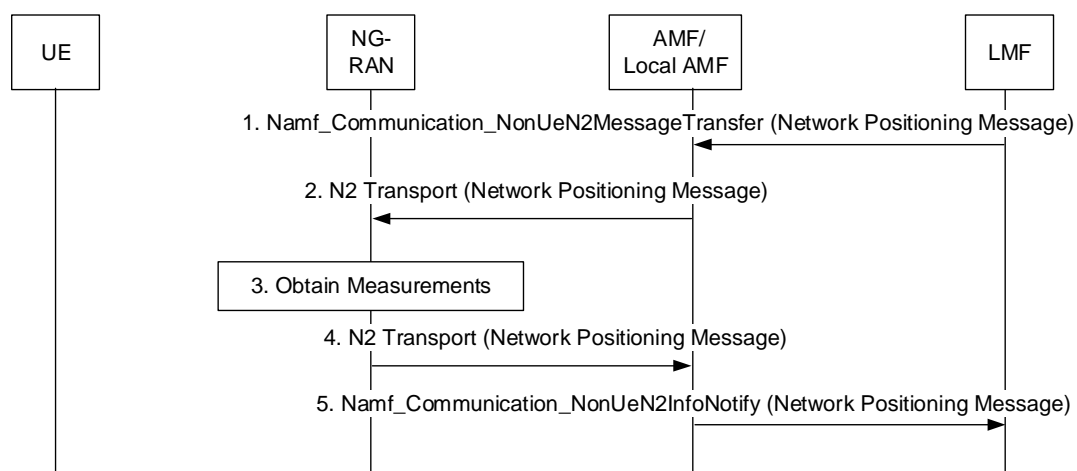 UE
NG-
RAN
AMF/
Local AMF
LMF
1. Namf_Communication_NonUeN2MessageTransfer (Network Positioning Message)
2. N2 Transport (Network Positioning Message)
3. Obtain Measurements
4. N2 Transport (Network Positioning Message)
5. Namf_Communication_NonUeN2InfoNotify (Network Positioning Message)